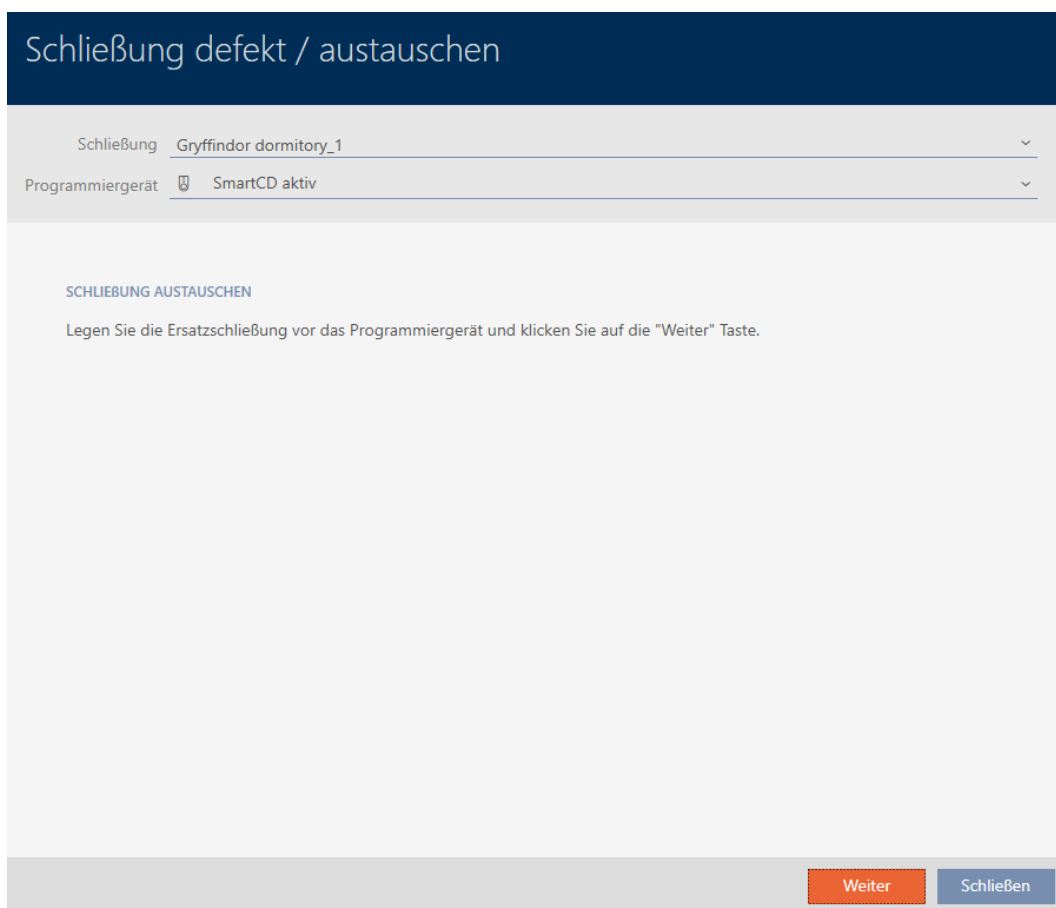 Schließung defekt / austauschen
Schließung Gryffindor dormitory_1
Programmiergerät SmartCD aktiv
SCHLIEßUNG AUSTAUSCHEN
Legen Sie die Ersatzschließung vor das Programmiergerät und klicken Sie auf die "Weiter" Taste.
Weiter Schließen